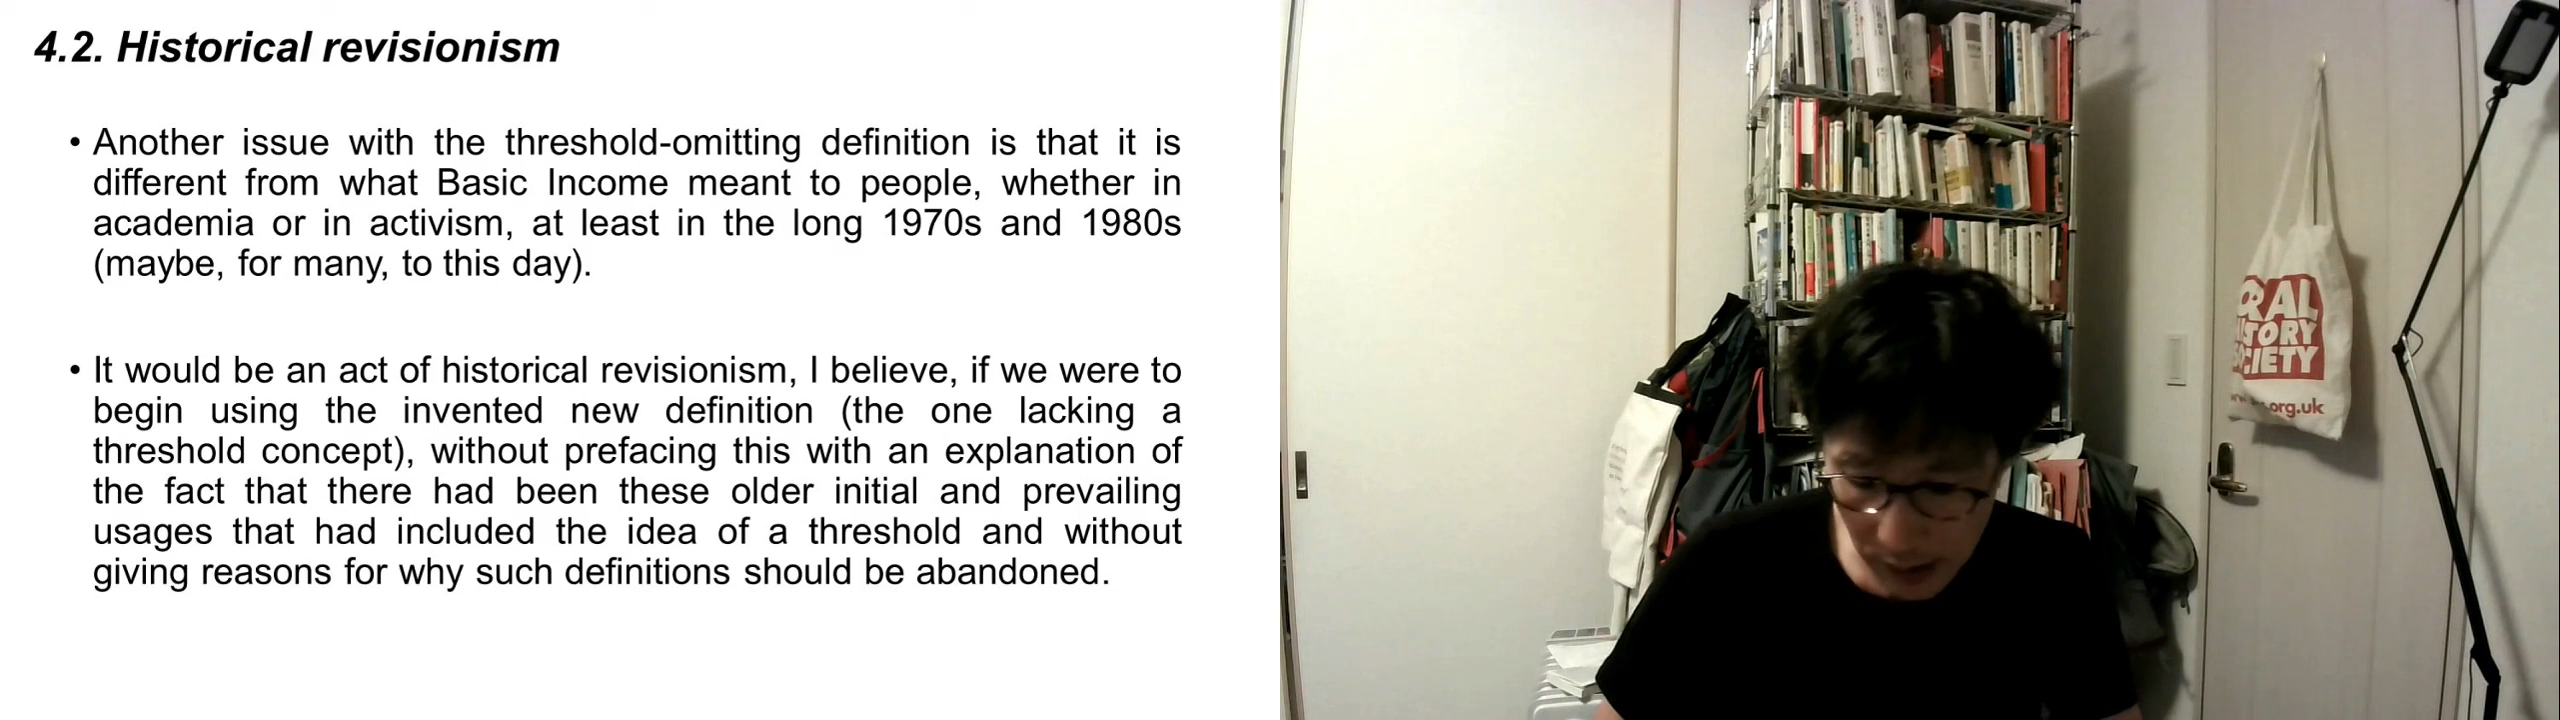 4.2. Historical revisionism
• Another issue with the threshold-omitting definition is that it is
different from what Basic Income meant to people, whether in
academia or in activism, at least in the long 1970s and 1980s
(maybe, for many, to this day).
• It would be an act of historical revisionism, I believe, if we were to
begin using the invented new definition (the one lacking a
threshold concept), without prefacing this with an explanation of
the fact that there had been these older initial and prevailing
usages that had included the idea of a threshold and without
giving reasons for why such definitions should be abandoned.
ORAL
HISTORY
SOCIETY
.org.uk